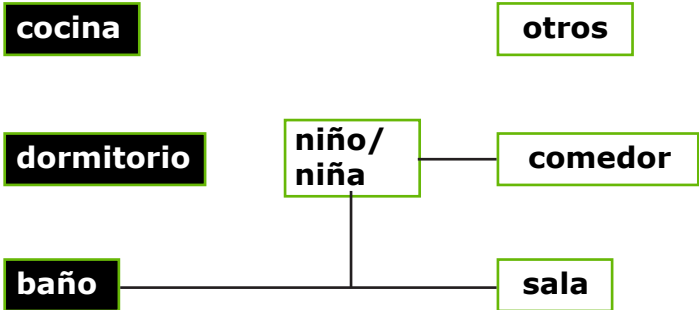 cocina
otros
dormitorio
niño/
niña
comedor
baño
sala